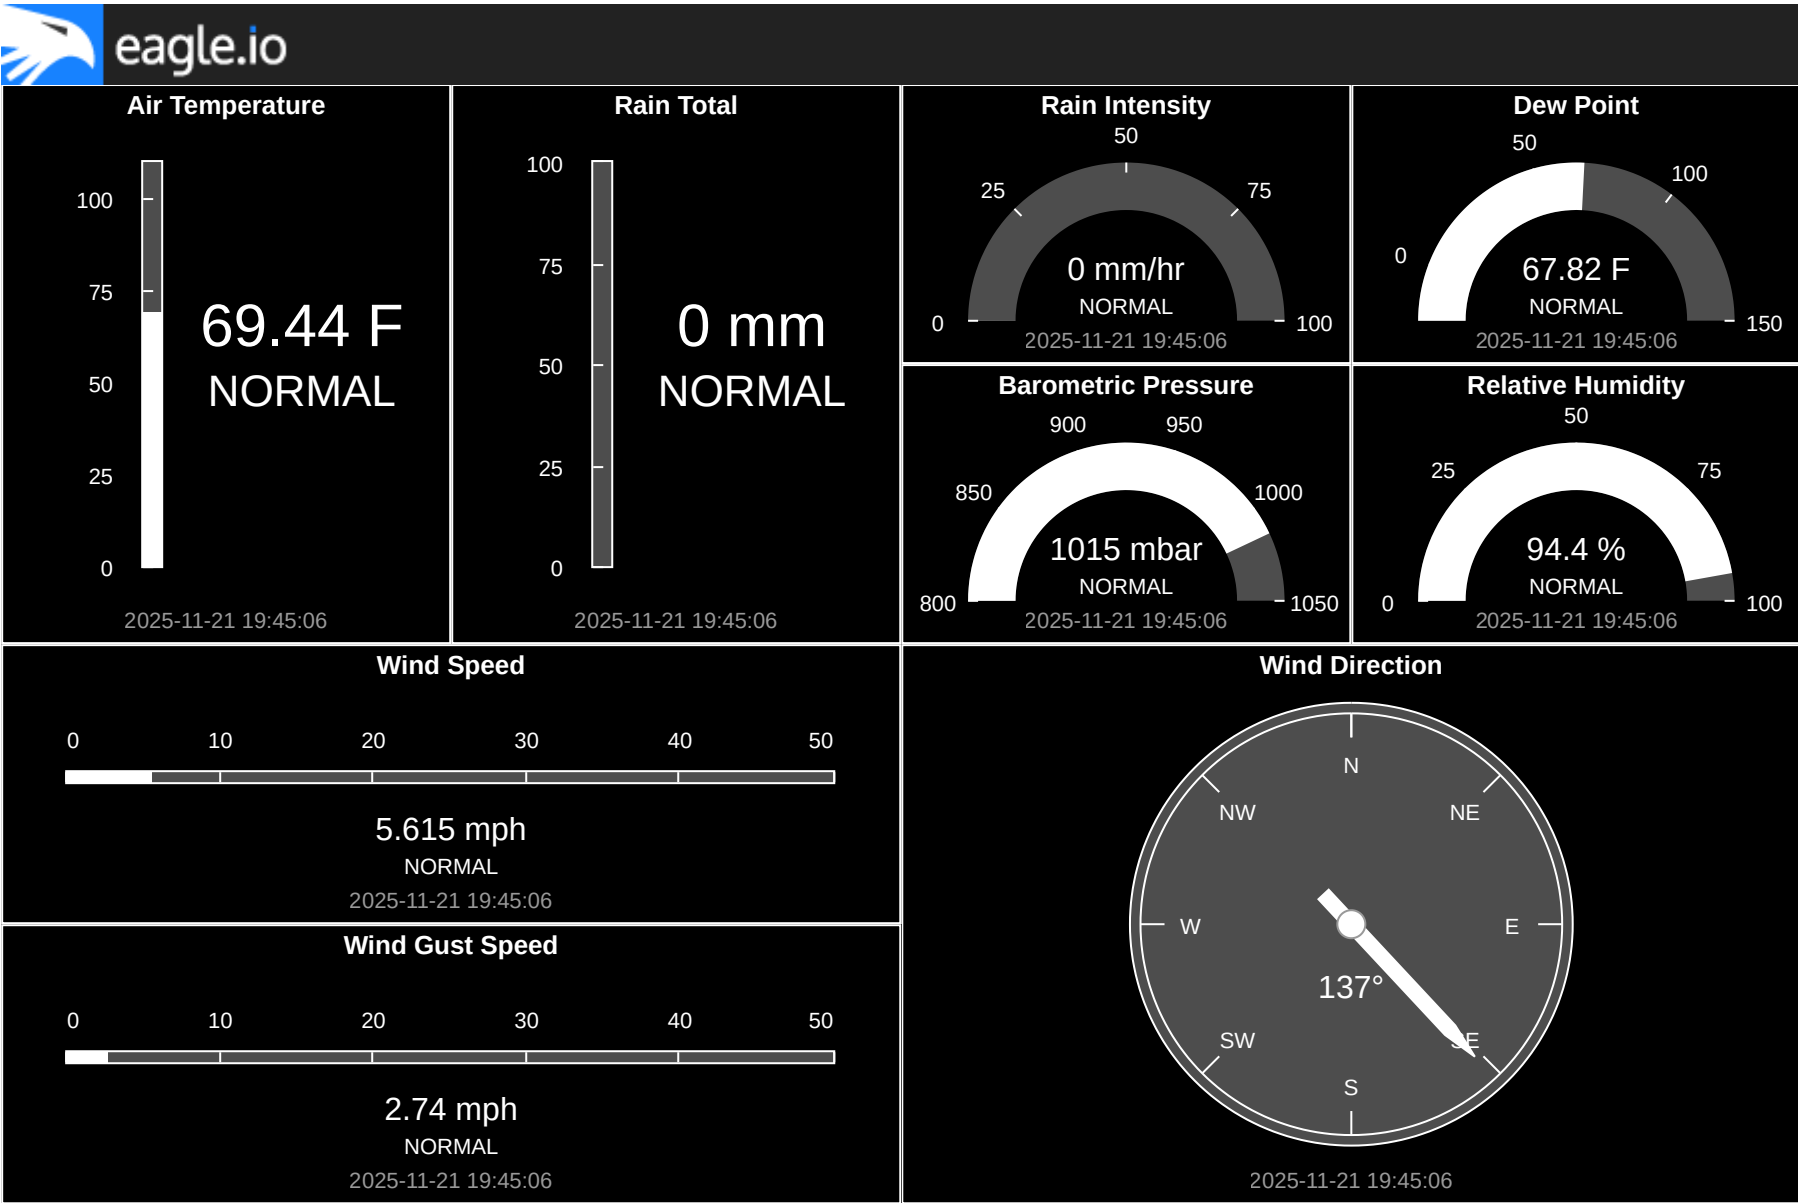 eagle.io
Air Temperature
100
75
50
25
0
69.44 F
NORMAL
2025-11-21 19:45:06
Rain Total
100
75
50
25
0
0 mm
NORMAL
2025-11-21 19:45:06
Rain Intensity
50
25
75
0
100
0 mm/hr
NORMAL
2025-11-21 19:45:06
Dew Point
50
100
0
150
67.82 F
NORMAL
2025-11-21 19:45:06
Barometric Pressure
900
950
850
1000
800
1050
1015 mbar
NORMAL
2025-11-21 19:45:06
Relative Humidity
50
25
75
0
100
94.4 %
NORMAL
2025-11-21 19:45:06
Wind Speed
0 10 20 30 40 50
5.615 mph
NORMAL
2025-11-21 19:45:06
Wind Gust Speed
0 10 20 30 40 50
2.74 mph
NORMAL
2025-11-21 19:45:06
Wind Direction
N
NW
NE
W
E
137°
SW
SE
S
2025-11-21 19:45:06